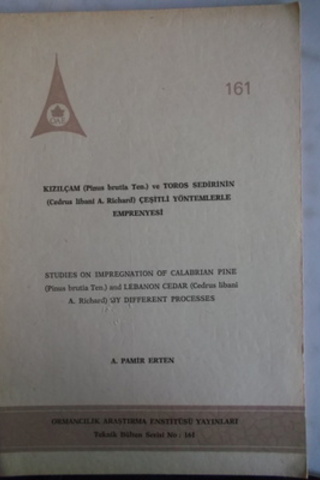 161
KIZILÇAM (Pinus brutia Ten.) ve TOROS SEDİRİNİN
(Cedrus libani A. Richard) ÇEŞİTLİ YÖNTEMLERLE
EMPRENYESİ
STUDIES ON IMPREGNATION OF CALABRIAN PINE
(Pinus brutia Ten.) and LEBANON CEDAR (Cedrus libani
A. Richard) BY DIFFERENT PROCESSES
A. PAMİR ERTEN
ORMANCILIK ARAŞTIRMA ENSTİTÜSÜ YAYINLARI
Teknik Bülten Serisi No : 161